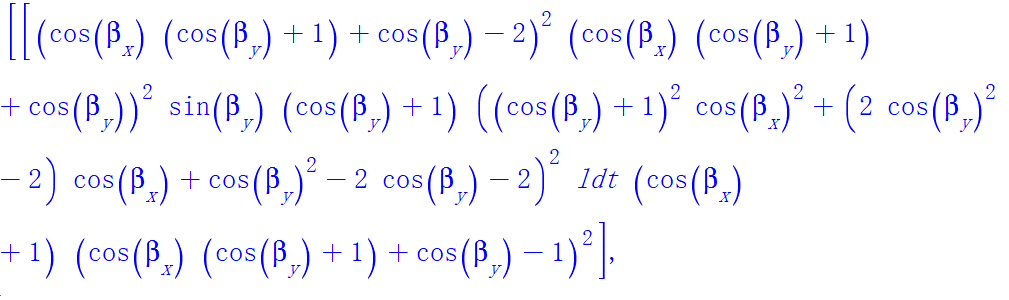 [[(cos(β_x) (cos(β_y) + 1) + cos(β_y) − 2)^2 (cos(β_x) (cos(β_y) + 1)
+ cos(β_y))^2 sin(β_y) (cos(β_y) + 1) ((cos(β_y) + 1)^2 cos(β_x)^2 + (2 cos(β_y)^2
− 2) cos(β_x) + cos(β_y)^2 − 2 cos(β_y) − 2)^2 ldt (cos(β_x)
+ 1) (cos(β_x) (cos(β_y) + 1) + cos(β_y) − 1)^2],